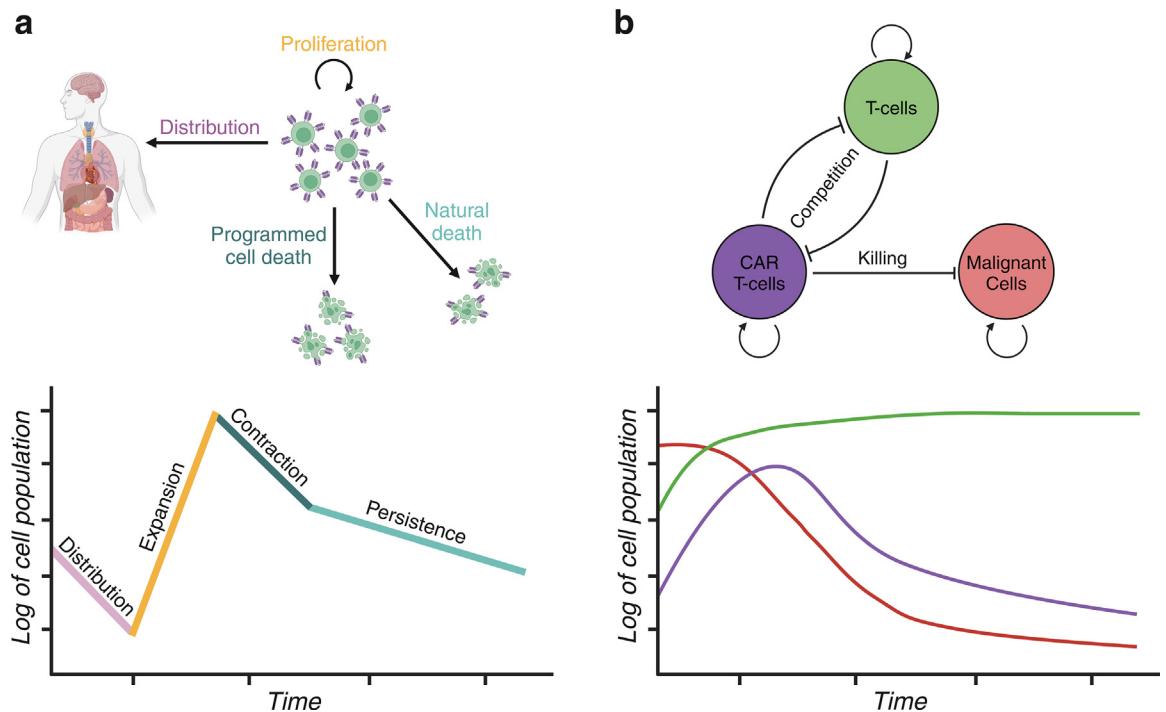 a
Proliferation
Distribution
Programmed
cell death
Natural
death
Log of cell population
Distribution
Expansion
Contraction
Persistence
Time
b
T-cells
Competition
CAR
T-cells
Killing
Malignant
Cells
Log of cell population
Time